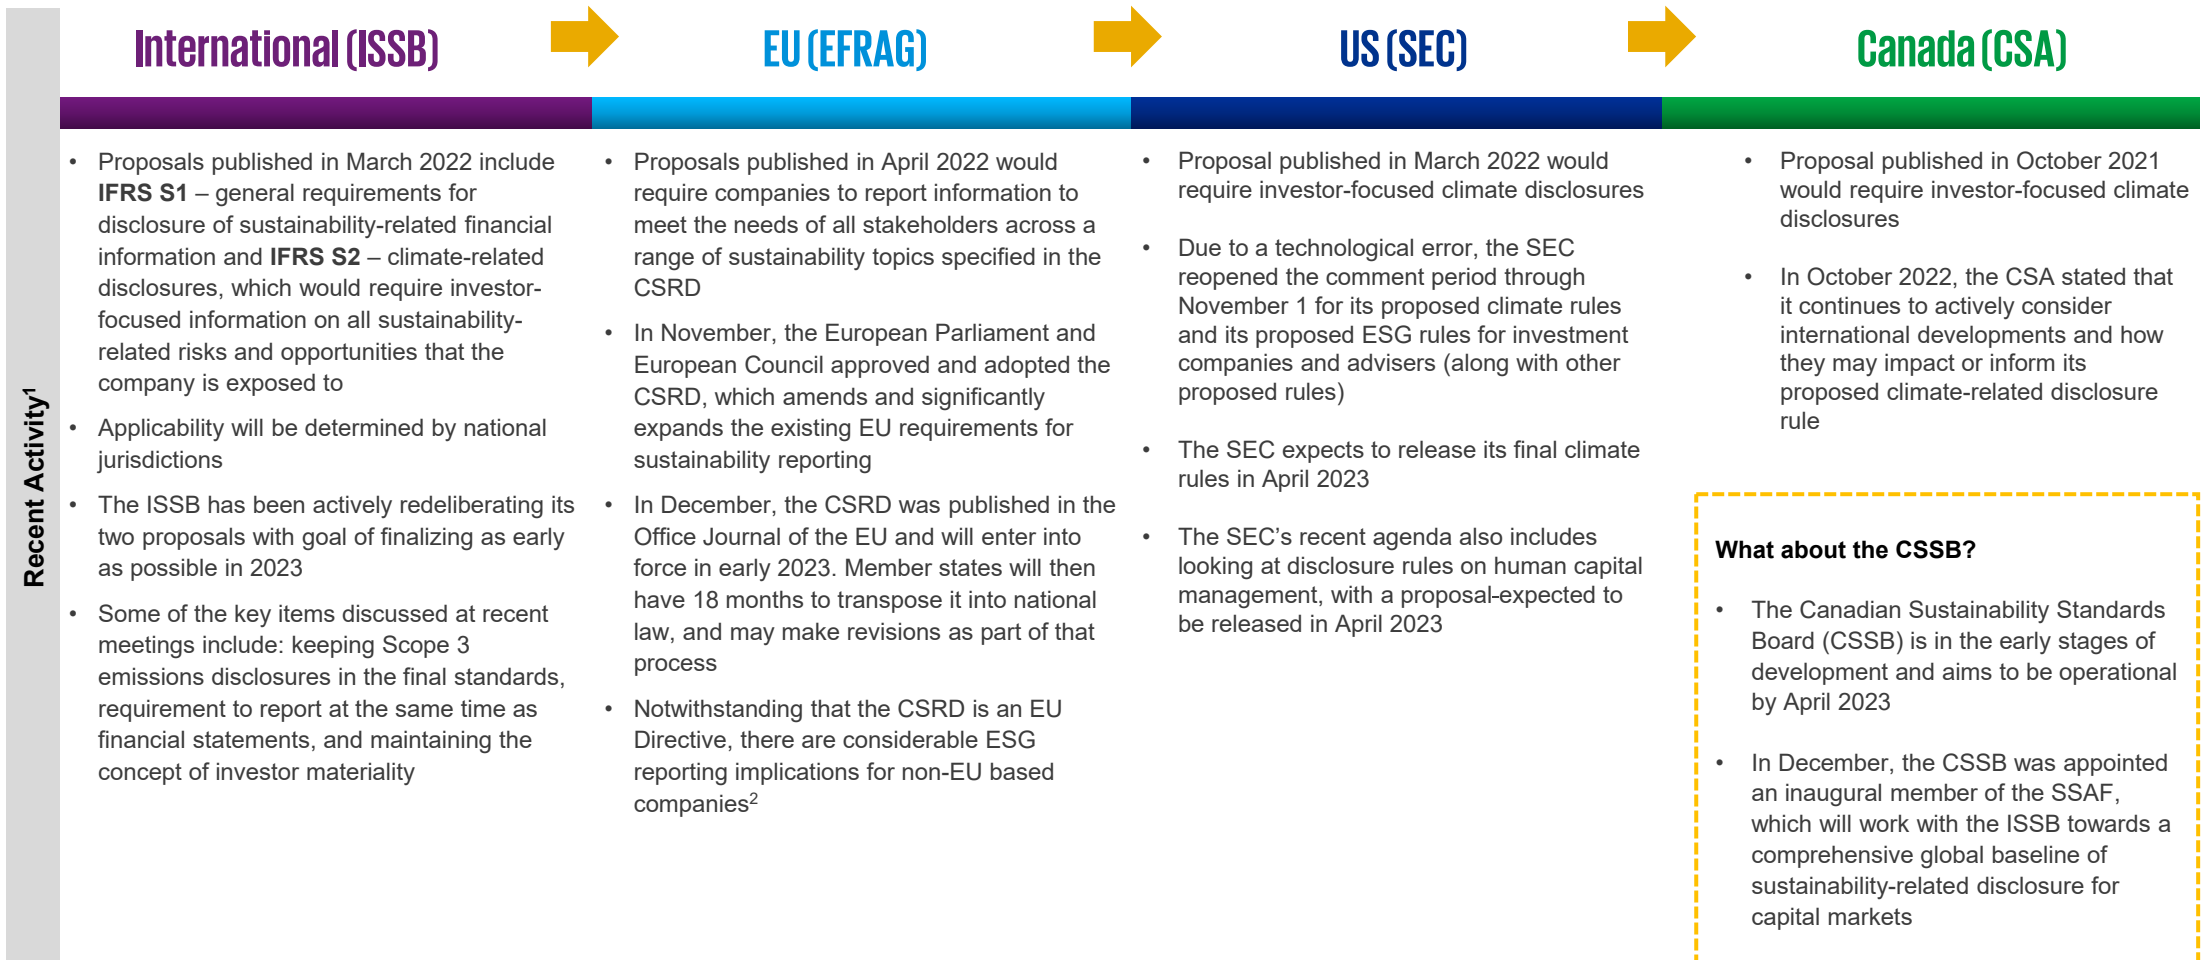 International (ISSB)
EU (EFRAG)
US (SEC)
Canada (CSA)
Recent Activity¹
• Proposals published in March 2022 include
IFRS S1 – general requirements for
disclosure of sustainability-related financial
information and IFRS S2 – climate-related
disclosures, which would require investor-
focused information on all sustainability-
related risks and opportunities that the
company is exposed to
• Applicability will be determined by national
jurisdictions
• The ISSB has been actively redeliberating its
two proposals with goal of finalizing as early
as possible in 2023
• Some of the key items discussed at recent
meetings include: keeping Scope 3
emissions disclosures in the final standards,
requirement to report at the same time as
financial statements, and maintaining the
concept of investor materiality
• Proposals published in April 2022 would
require companies to report information to
meet the needs of all stakeholders across a
range of sustainability topics specified in the
CSRD
• In November, the European Parliament and
European Council approved and adopted the
CSRD, which amends and significantly
expands the existing EU requirements for
sustainability reporting
• In December, the CSRD was published in the
Office Journal of the EU and will enter into
force in early 2023. Member states will then
have 18 months to transpose it into national
law, and may make revisions as part of that
process
• Notwithstanding that the CSRD is an EU
Directive, there are considerable ESG
reporting implications for non-EU based
companies²
• Proposal published in March 2022 would
require investor-focused climate disclosures
• Due to a technological error, the SEC
reopened the comment period through
November 1 for its proposed climate rules
and its proposed ESG rules for investment
companies and advisers (along with other
proposed rules)
• The SEC expects to release its final climate
rules in April 2023
• The SEC’s recent agenda also includes
looking at disclosure rules on human capital
management, with a proposal-expected to
be released in April 2023
• Proposal published in October 2021
would require investor-focused climate
disclosures
• In October 2022, the CSA stated that
it continues to actively consider
international developments and how
they may impact or inform its
proposed climate-related disclosure
rule
What about the CSSB?
• The Canadian Sustainability Standards
Board (CSSB) is in the early stages of
development and aims to be operational
by April 2023
• In December, the CSSB was appointed
an inaugural member of the SSAF,
which will work with the ISSB towards a
comprehensive global baseline of
sustainability-related disclosure for
capital markets